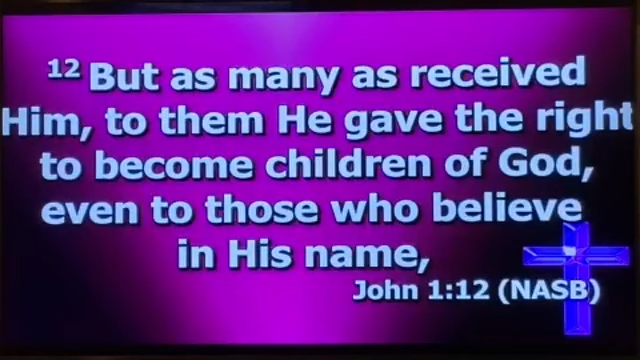 12 But as many as received
Him, to them He gave the right
to become children of God,
even to those who believe
in His name,
John 1:12 (NASB)